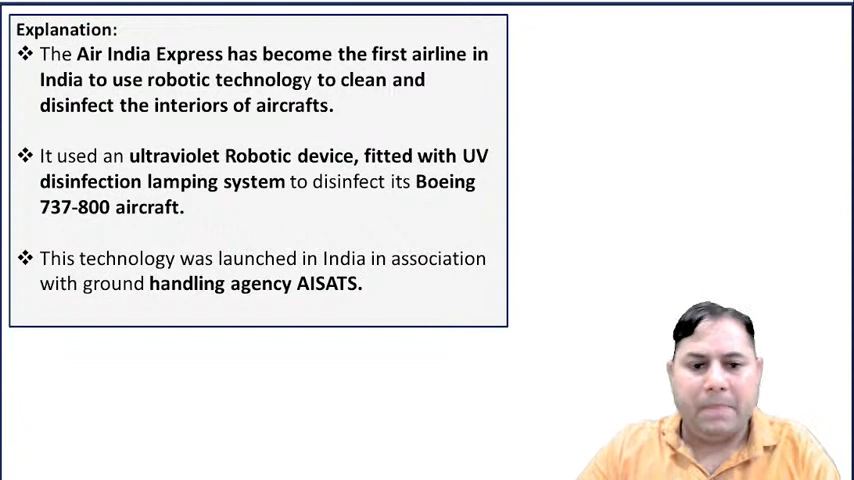 Explanation:
❖ The Air India Express has become the first airline in
India to use robotic technology to clean and
disinfect the interiors of aircrafts.
❖ It used an ultraviolet Robotic device, fitted with UV
disinfection lamping system to disinfect its Boeing
737-800 aircraft.
❖ This technology was launched in India in association
with ground handling agency AISATS.